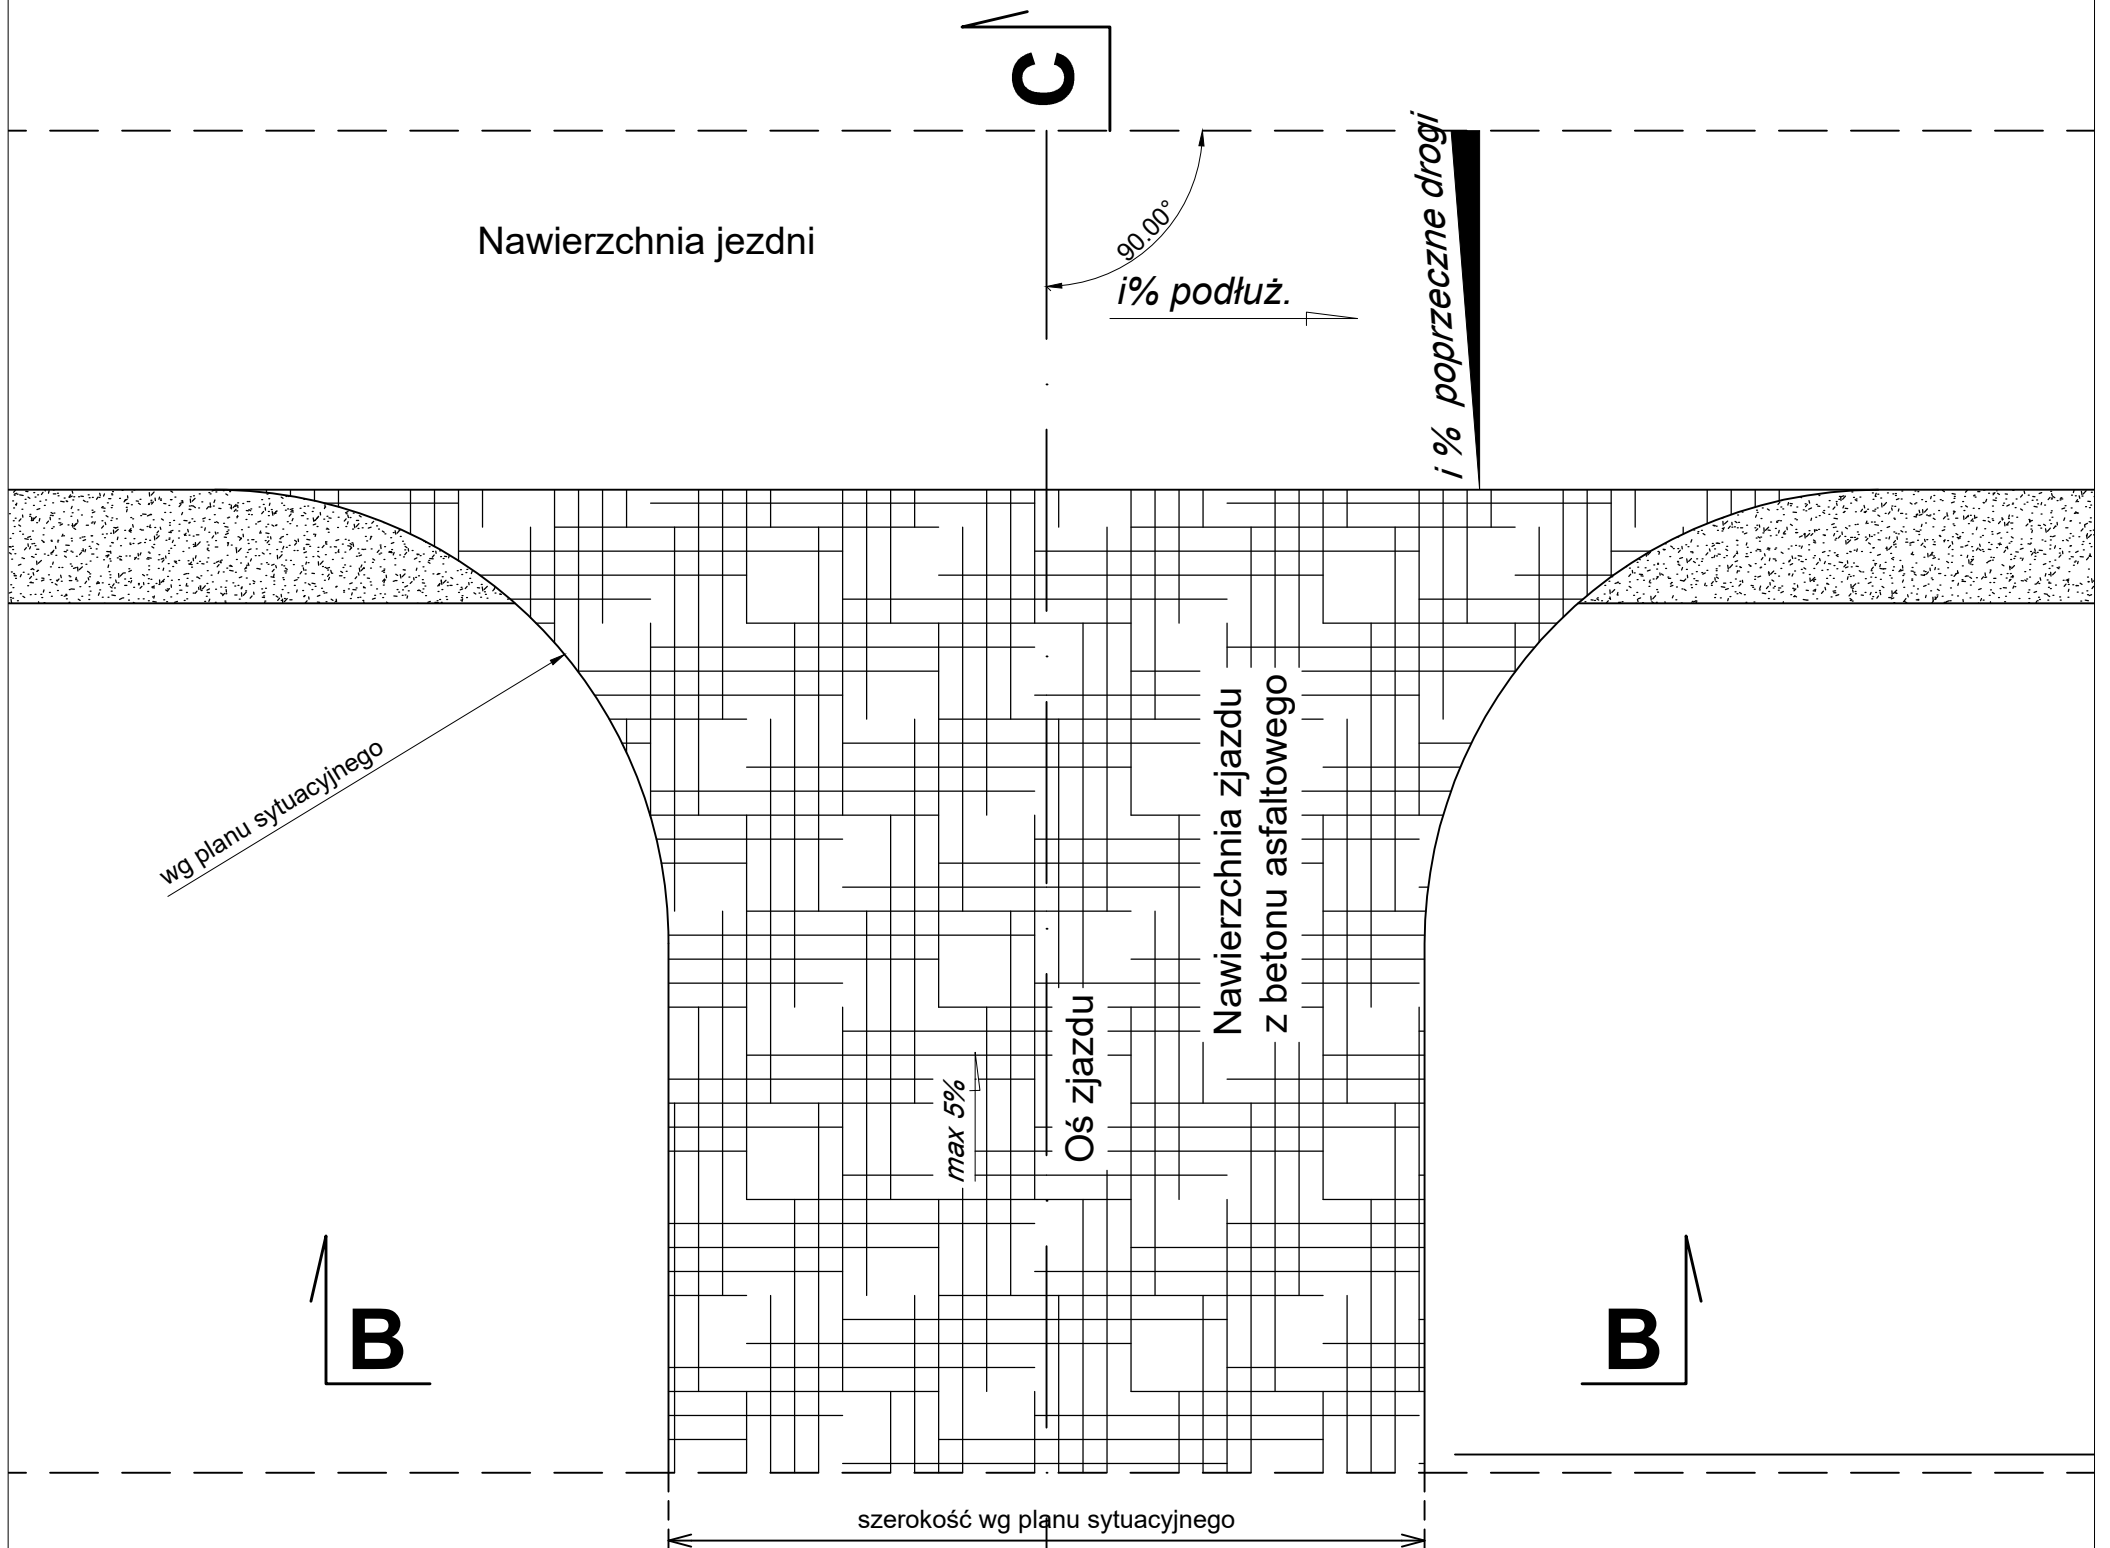 C
i % poprzeczne drogi
90.00°
Nawierzchnia jezdni
i% podłuż.
Nawierzchnia zjazdu
z betonu asfaltowego
wg planu sytuacyjnego
Oś zjazdu
max 5%
B
B
szerokość wg planu sytuacyjnego